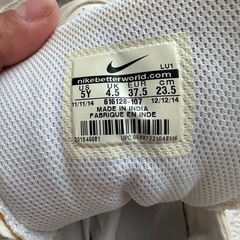 LU1
nikebetterworld.com
US UK EUR cm
5Y 4.5 37.5 23.5
11/11/14 616128-107 12/12/14
MADE IN INDIA
FABRIQUE EN INDE